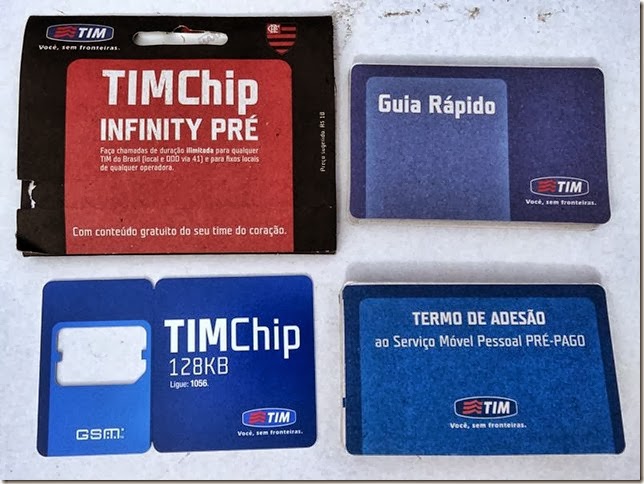 TIM
Você, sem fronteiras.
TIMChip
INFINITY PRÉ
Faça chamadas de duração ilimitada para qualquer
TIM do Brasil (local e DDD via 41) e para fixos locais
de qualquer operadora.
Preço sugerido: R$ 10
Com conteúdo gratuito do seu time do coração.
Guia Rápido
TIM
Você, sem fronteiras.
TIMChip
128KB
Ligue: 1056.
GSM
TIM
Você, sem fronteiras.
TERMO DE ADESÃO
ao Serviço Móvel Pessoal PRÉ-PAGO
TIM
Você, sem fronteiras.